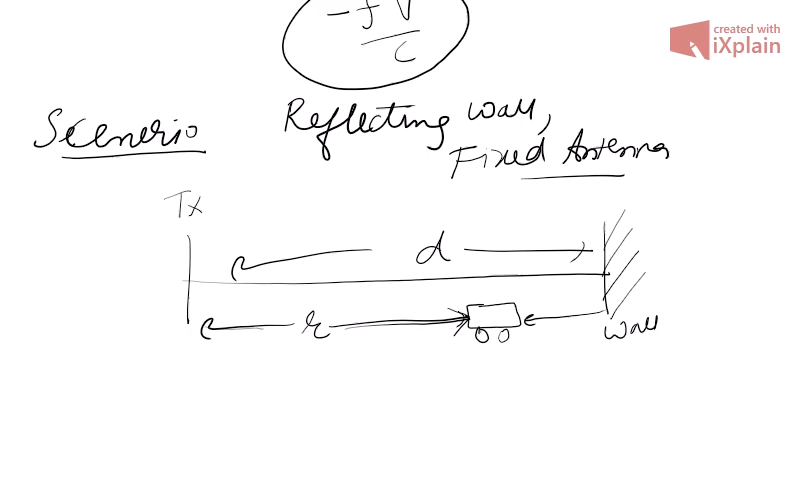 -fV
c
created with
iXplain
Scenerio Reflecting wall,
Fixed Antenna
Tx
d
r
wall